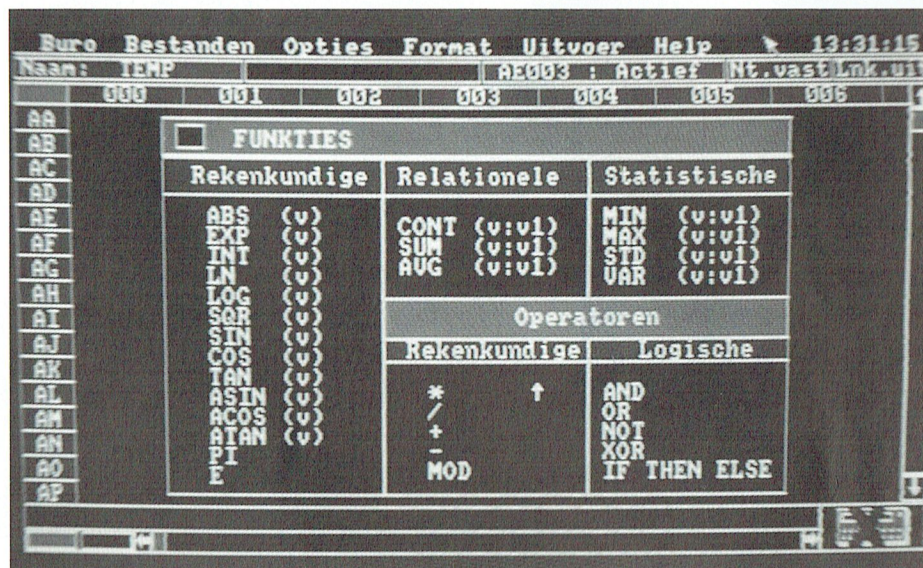 Buro Bestanden Opties Format Uitvoer Help 13:31:15
Naam: TEMP AE003 : Actief Nt.vast Lnk.ui
000 001 002 003 004 005 006
AA
AB
AC
AD
AE
AF
AG
AH
AI
AJ
AK
AL
AM
AN
AO
AP
FUNKTIES
Rekenkundige
ABS (v)
EXP (v)
INT (v)
LN (v)
LOG (v)
SQR (v)
SIN (v)
COS (v)
TAN (v)
ASIN (v)
ACOS (v)
ATAN (v)
PI
E
Relationele
CONT (v:v1)
SUM (v:v1)
AVG (v:v1)
Statistische
MIN (v:v1)
MAX (v:v1)
STD (v:v1)
VAR (v:v1)
Operatoren
Rekenkundige
* ↑
/
+
-
MOD
Logische
AND
OR
NOT
XOR
IF THEN ELSE